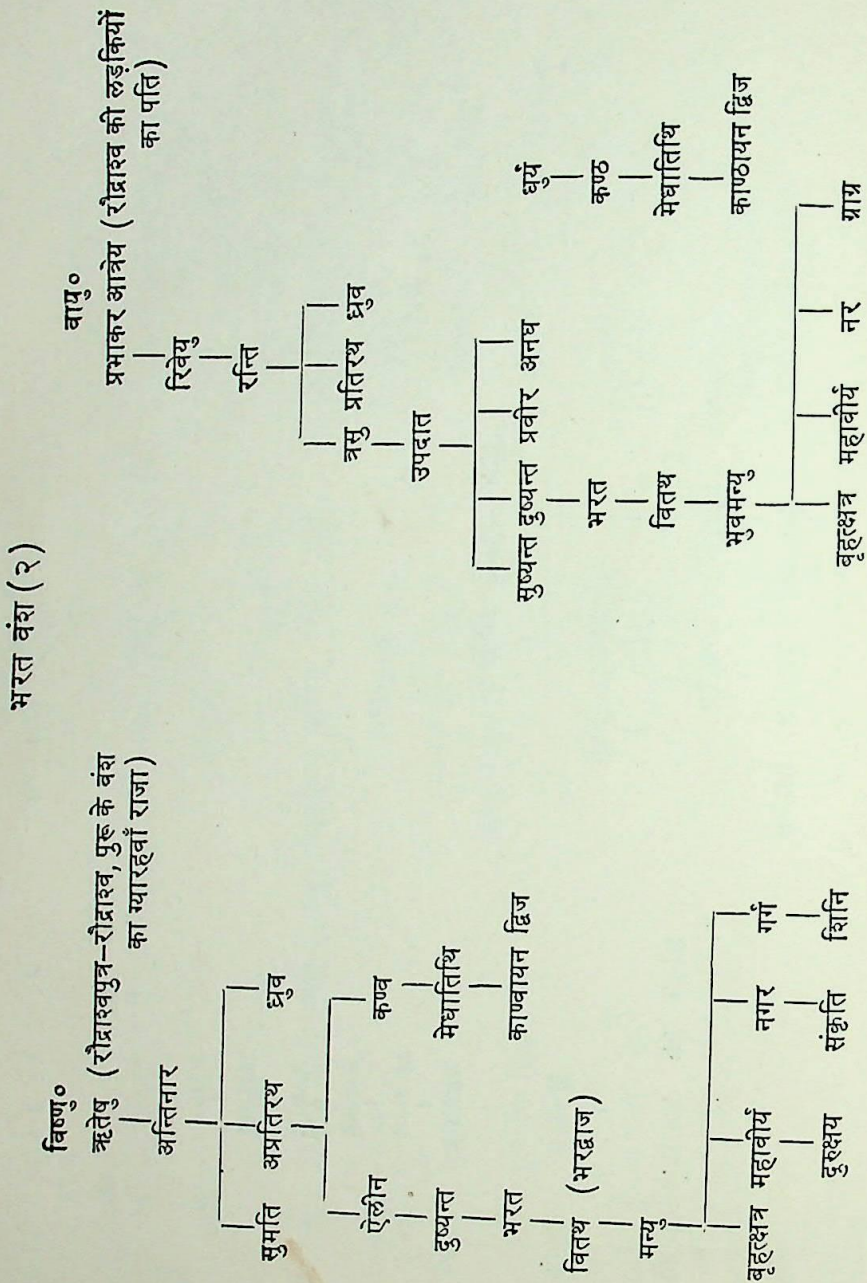 भरत वंश (२)
विष्णु०
ऋतेषु (रौद्राश्वपुत्र–रौद्राश्व, पुरू के वंश
का ग्यारहवाँ राजा)
अन्तिनार
सुमति अप्रतिरथ ध्रुव
ऐलीन कण्व
दुष्यन्त मेधातिथि
भरत काण्वायन द्विज
वितथ (भरद्वाज)
मन्यु
बृहत्क्षत्र महावीर्य नगर गर्ग
दुरुक्षय संकृति शिनि
वायु०
प्रभाकर आत्रेय (रौद्राश्व की लड़कियों
का पति)
रिवेयु
रन्ति
त्रसु प्रतिरथ ध्रुव
उपदात
सुष्यन्त दुष्यन्त प्रवीर अनघ
भरत
वितथ
भुवमन्यु
बृहत्क्षत्र महावीर्य नर ग्राग्र
धुर्य
कण्ठ
मेधातिथि
काण्ठायन द्विज